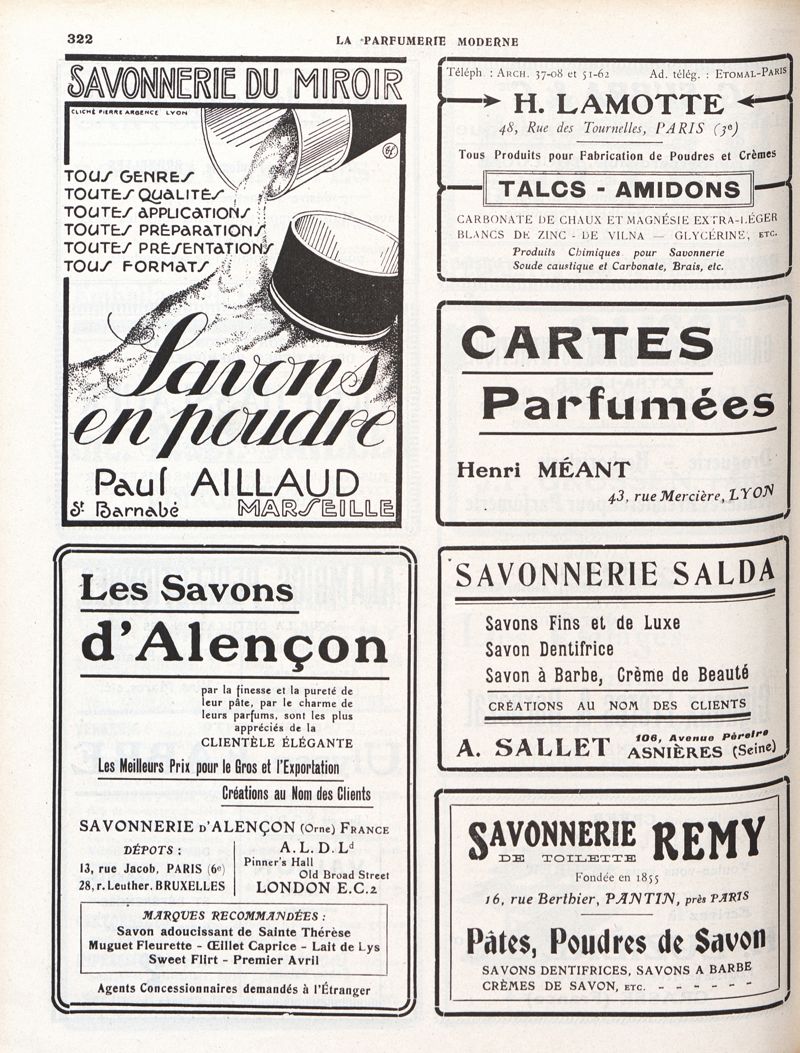 322
LA PARFUMERIE MODERNE
SAVONNERIE DU MIROIR
CLICHÉ PIERRE ARGENCE LYON
TOUS GENRES
TOUTES QUALITÉS
TOUTES APPLICATIONS
TOUTES PRÉPARATIONS
TOUTES PRÉSENTATIONS
TOUS FORMATS
Savons
en poudre
Paul AILLAUD
St Barnabé MARSEILLE
Les Savons
d'Alençon
par la finesse et la pureté de
leur pâte, par le charme de
leurs parfums, sont les plus
appréciés de la
CLIENTÈLE ÉLÉGANTE
Les Meilleurs Prix pour le Gros et l'Exportation
Créations au Nom des Clients
SAVONNERIE D'ALENÇON (Orne) FRANCE
DÉPOTS :
13, rue Jacob, PARIS (6e)
28, r. Leuther. BRUXELLES
A. L. D. Ld
Pinner's Hall
Old Broad Street
LONDON E.C.2
MARQUES RECOMMANDÉES :
Savon adoucissant de Sainte Thérèse
Muguet Fleurette - Œillet Caprice - Lait de Lys
Sweet Flirt - Premier Avril
Agents Concessionnaires demandés à l'Étranger
Téléph : ARCH. 37-08 et 51-62 Ad. télég. : ETOMAL-PARIS
H. LAMOTTE
48, Rue des Tournelles, PARIS (3e)
Tous Produits pour Fabrication de Poudres et Crèmes
TALCS - AMIDONS
CARBONATE DE CHAUX ET MAGNÉSIE EXTRA-LÉGER
BLANCS DE ZINC - DE VILNA — GLYCÉRINE, ETC.
Produits Chimiques pour Savonnerie
Soude caustique et Carbonate, Brais, etc.
CARTES
Parfumées
Henri MÉANT
43, rue Mercière, LYON
SAVONNERIE SALDA
Savons Fins et de Luxe
Savon Dentifrice
Savon à Barbe, Crème de Beauté
CRÉATIONS AU NOM DES CLIENTS
A. SALLET 106, Avenue Péreire
ASNIÈRES (Seine)
SAVONNERIE REMY
DE TOILETTE
Fondée en 1855
16, rue Berthier, PANTIN, près PARIS
Pâtes, Poudres de Savon
SAVONS DENTIFRICES, SAVONS A BARBE
CRÈMES DE SAVON, ETC. - - - - - -